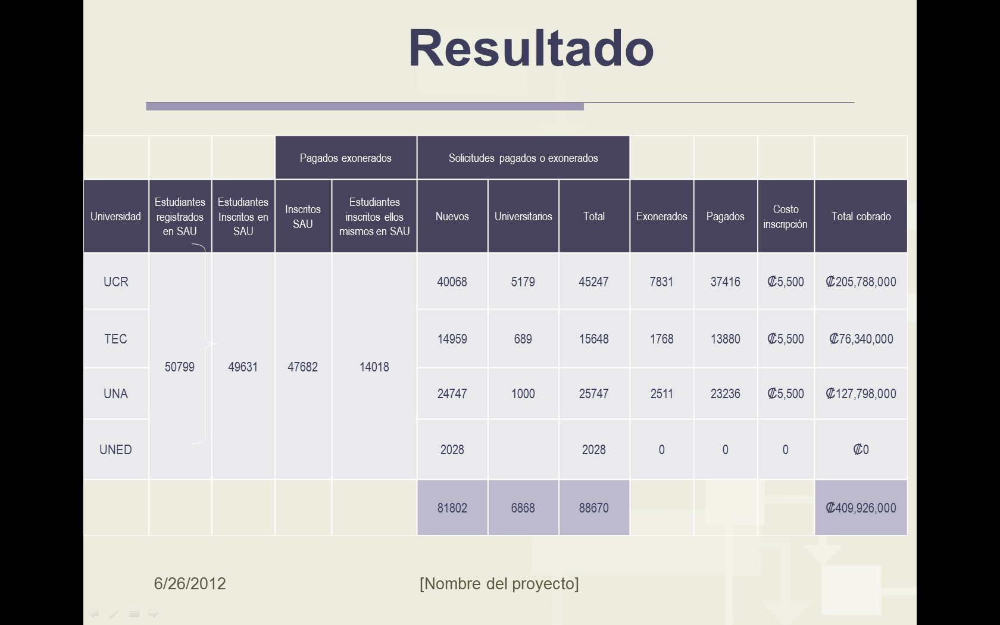 Resultado
Pagados exonerados
Solicitudes pagados o exonerados
Universidad
Estudiantes
registrados
en SAU
Estudiantes
Inscritos en
SAU
Inscritos
SAU
Estudiantes
inscritos ellos
mismos en SAU
Nuevos
Universitarios
Total
Exonerados
Pagados
Costo
inscripción
Total cobrado
UCR
50799
49631
47682
14018
40068
5179
45247
7831
37416
₡5,500
₡205,788,000
TEC
14959
689
15648
1768
13880
₡5,500
₡76,340,000
UNA
24747
1000
25747
2511
23236
₡5,500
₡127,798,000
UNED
2028
2028
0
0
0
₡0
81802
6868
88670
₡409,926,000
6/26/2012
[Nombre del proyecto]